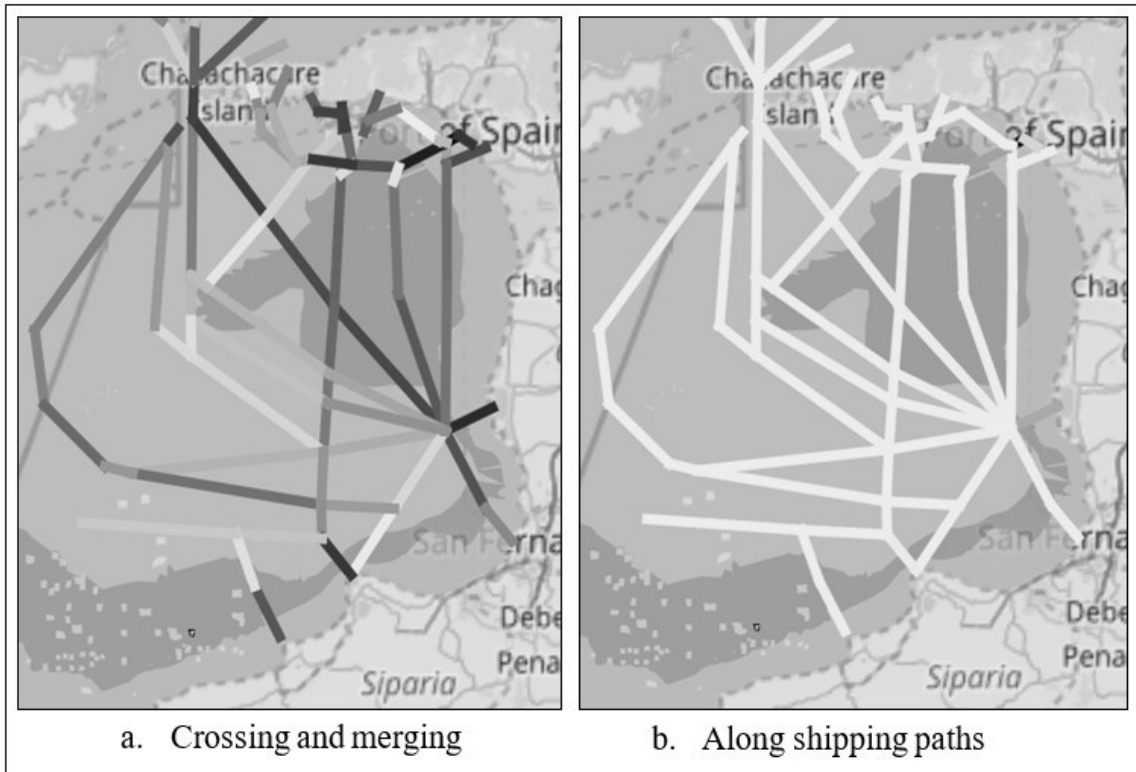 Chacachacare
Island
of Spain
Chag
San Ferna
Debe
Pena
Siparia
a. Crossing and merging
Chacachacare
Island
of Spain
Chag
San Ferna
Debe
Pena
Siparia
b. Along shipping paths